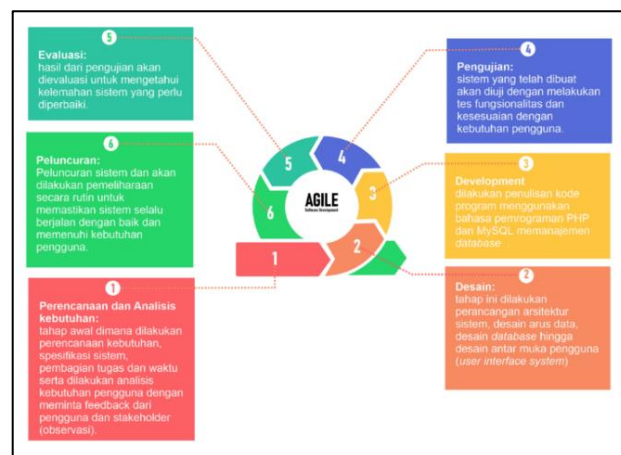 5
Evaluasi:
hasil dari pengujian akan
dievaluasi untuk mengetahui
kelemahan sistem yang perlu
diperbaiki.
4
Pengujian:
sistem yang telah dibuat
akan diuji dengan melakukan
tes fungsionalitas dan
kesesuaian dengan
kebutuhan pengguna.
6
Peluncuran:
Peluncuran sistem dan akan
dilakukan pemeliharaan
secara rutin untuk
memastikan sistem selalu
berjalan dengan baik dan
memenuhi kebutuhan
pengguna.
5
4
6
3
1
2
AGILE
Software Development
3
Development
dilakukan penulisan kode
program menggunakan
bahasa pemrograman PHP
dan MySQL memanajemen
database .
1
Perencanaan dan Analisis
kebutuhan:
tahap awal dimana dilakukan
perencanaan kebutuhan,
spesifikasi sistem,
pembagian tugas dan waktu
serta dilakukan analisis
kebutuhan pengguna dengan
meminta feedback dari
pengguna dan stakeholder
(observasi).
2
Desain:
tahap ini dilakukan
perancangan arsitektur
sistem, desain arus data,
desain database hingga
desain antar muka pengguna
(user interface system)